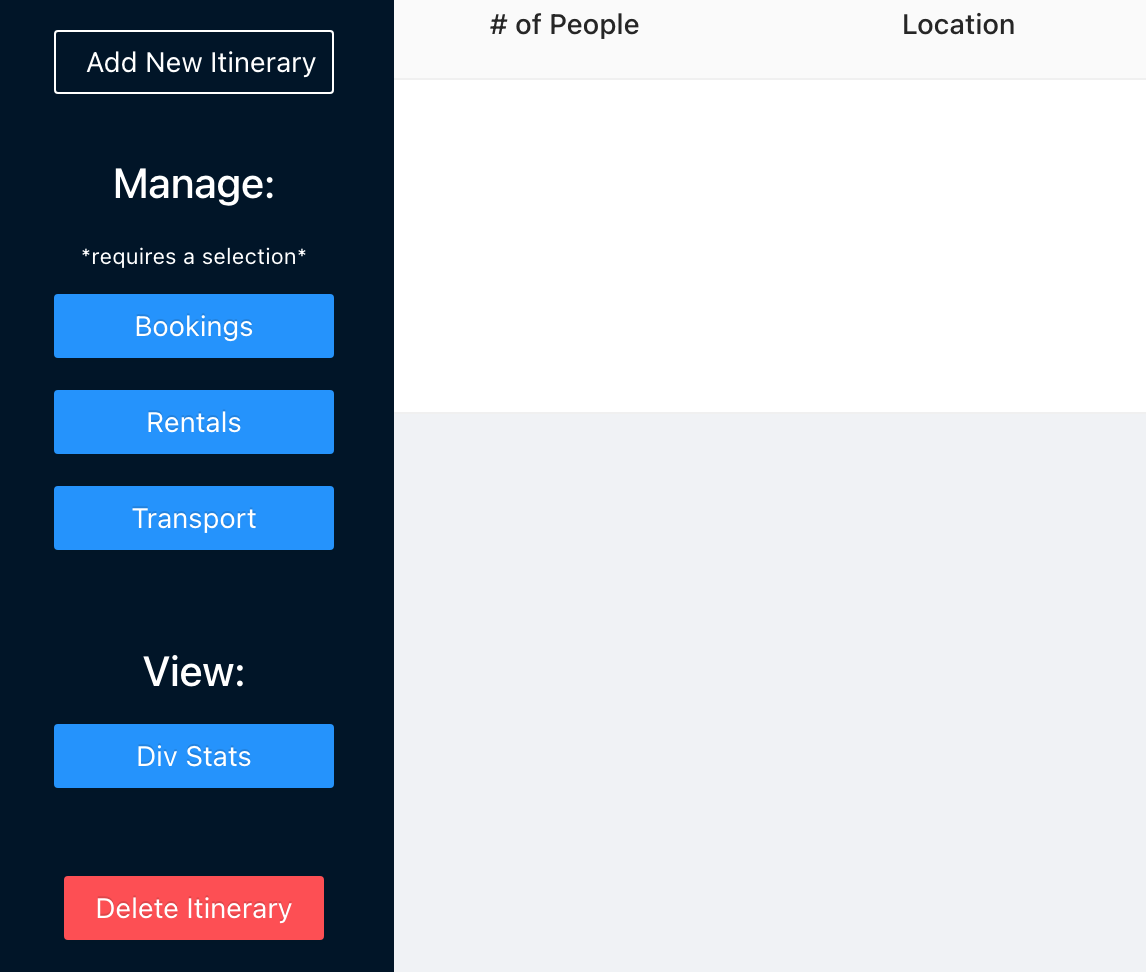 # of People
Location
Add New Itinerary
Manage:
*requires a selection*
Bookings
Rentals
Transport
View:
Div Stats
Delete Itinerary